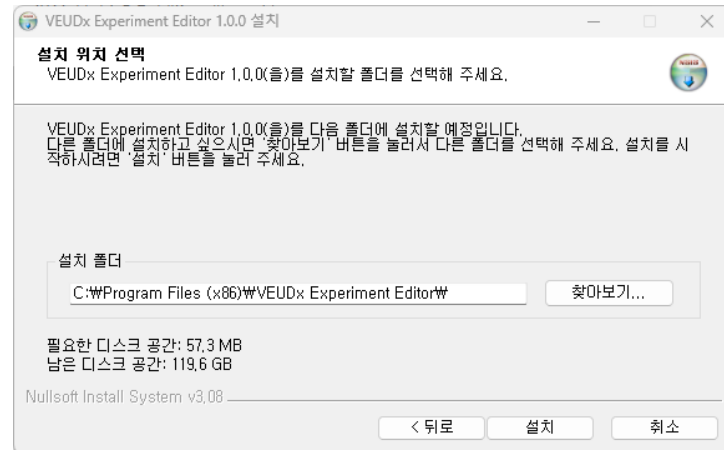 VEUDx Experiment Editor 1.0.0 설치
설치 위치 선택
VEUDx Experiment Editor 1.0.0(을)를 설치할 폴더를 선택해 주세요.
VEUDx Experiment Editor 1.0.0(을)를 다음 폴더에 설치할 예정입니다.
다른 폴더에 설치하고 싶으시면 '찾아보기' 버튼을 눌러서 다른 폴더를 선택해 주세요. 설치를 시
작하시려면 '설치' 버튼을 눌러 주세요.
설치 폴더
C:₩Program Files (x86)₩VEUDx Experiment Editor₩
찾아보기...
필요한 디스크 공간: 57.3 MB
남은 디스크 공간: 119.6 GB
Nullsoft Install System v3.08
< 뒤로
설치
취소